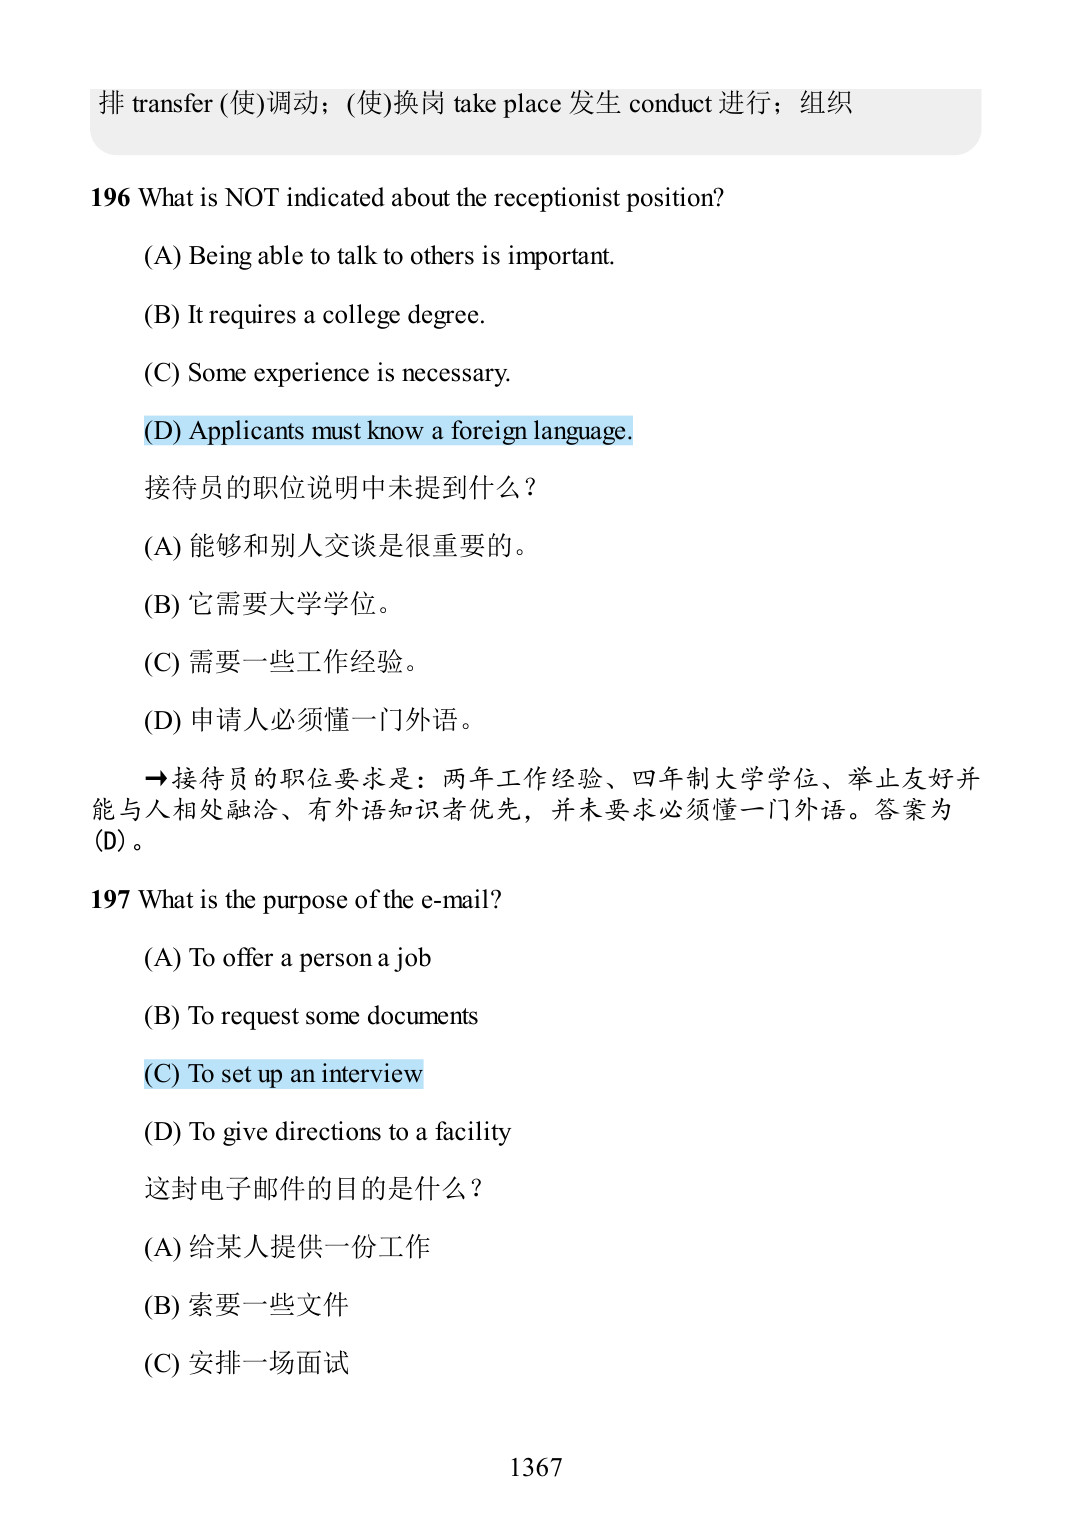 排 transfer (使)调动；(使)换岗 take place 发生 conduct 进行；组织
196 What is NOT indicated about the receptionist position?
(A) Being able to talk to others is important.
(B) It requires a college degree.
(C) Some experience is necessary.
(D) Applicants must know a foreign language.
接待员的职位说明中未提到什么？
(A) 能够和别人交谈是很重要的。
(B) 它需要大学学位。
(C) 需要一些工作经验。
(D) 申请人必须懂一门外语。
→接待员的职位要求是：两年工作经验、四年制大学学位、举止友好并
能与人相处融洽、有外语知识者优先，并未要求必须懂一门外语。答案为
(D)。
197 What is the purpose of the e-mail?
(A) To offer a person a job
(B) To request some documents
(C) To set up an interview
(D) To give directions to a facility
这封电子邮件的目的是什么？
(A) 给某人提供一份工作
(B) 索要一些文件
(C) 安排一场面试
1367